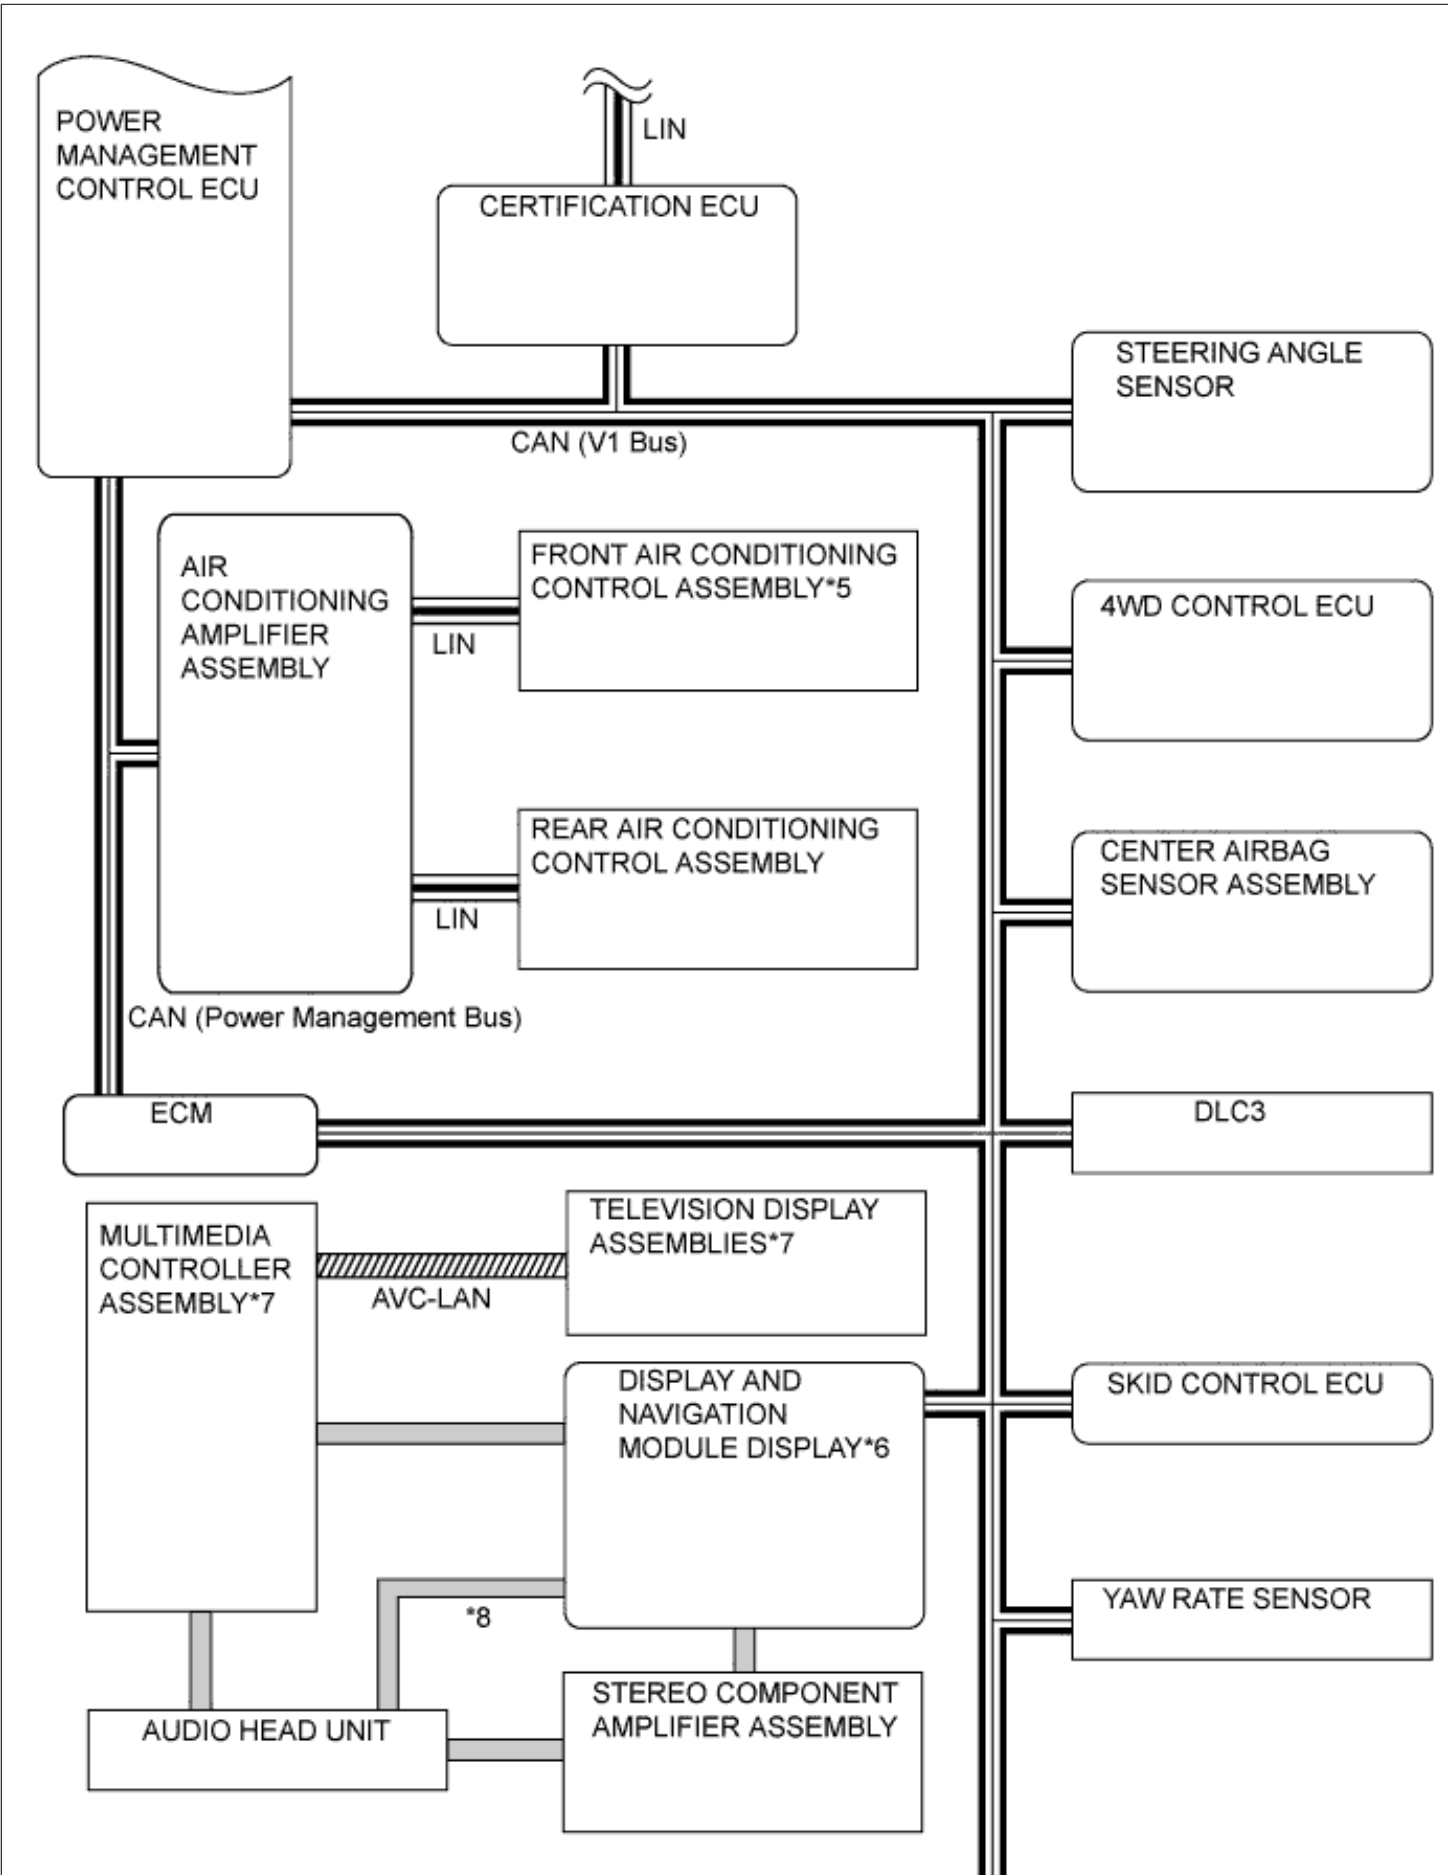 POWER
MANAGEMENT
CONTROL ECU
LIN
CERTIFICATION ECU
STEERING ANGLE
SENSOR
CAN (V1 Bus)
AIR
CONDITIONING
AMPLIFIER
ASSEMBLY
FRONT AIR CONDITIONING
CONTROL ASSEMBLY*5
LIN
4WD CONTROL ECU
REAR AIR CONDITIONING
CONTROL ASSEMBLY
LIN
CENTER AIRBAG
SENSOR ASSEMBLY
CAN (Power Management Bus)
ECM
DLC3
MULTIMEDIA
CONTROLLER
ASSEMBLY*7
AVC-LAN
TELEVISION DISPLAY
ASSEMBLIES*7
DISPLAY AND
NAVIGATION
MODULE DISPLAY*6
SKID CONTROL ECU
*8
YAW RATE SENSOR
AUDIO HEAD UNIT
STEREO COMPONENT
AMPLIFIER ASSEMBLY